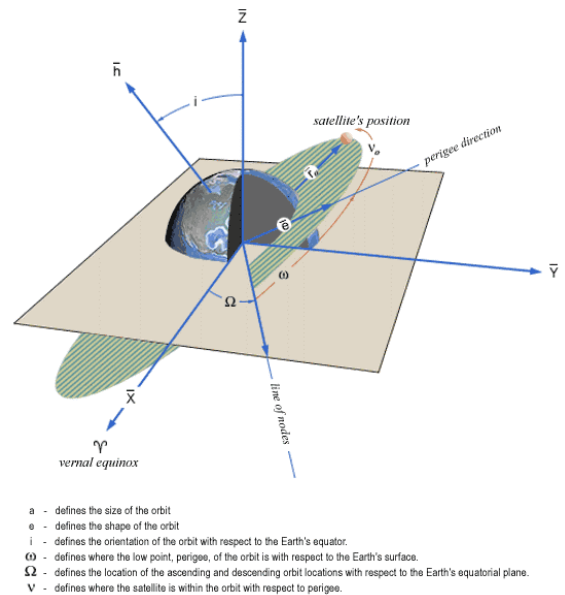 Z̄
h̄
i
satellite's position
νₒ
perigee direction
r̄ₒ
ē
Ȳ
ω
Ω
X̄
line of nodes
♈
vernal equinox
a - defines the size of the orbit
e - defines the shape of the orbit
i - defines the orientation of the orbit with respect to the Earth's equator.
ω - defines where the low point, perigee, of the orbit is with respect to the Earth's surface.
Ω - defines the location of the ascending and descending orbit locations with respect to the Earth's equatorial plane.
ν - defines where the satellite is within the orbit with respect to perigee.